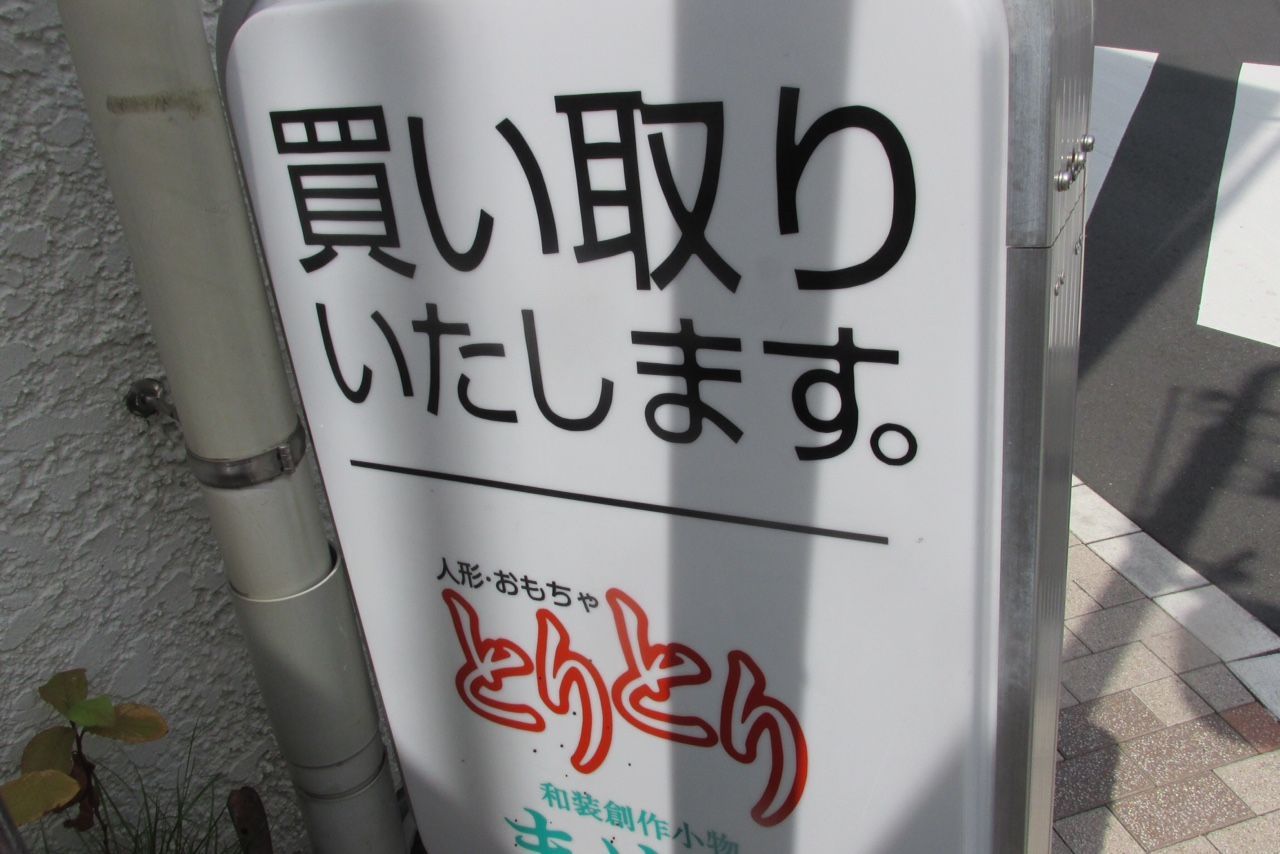 買い取り
いたします。
人形・おもちゃ
とりとり
和装創作小物